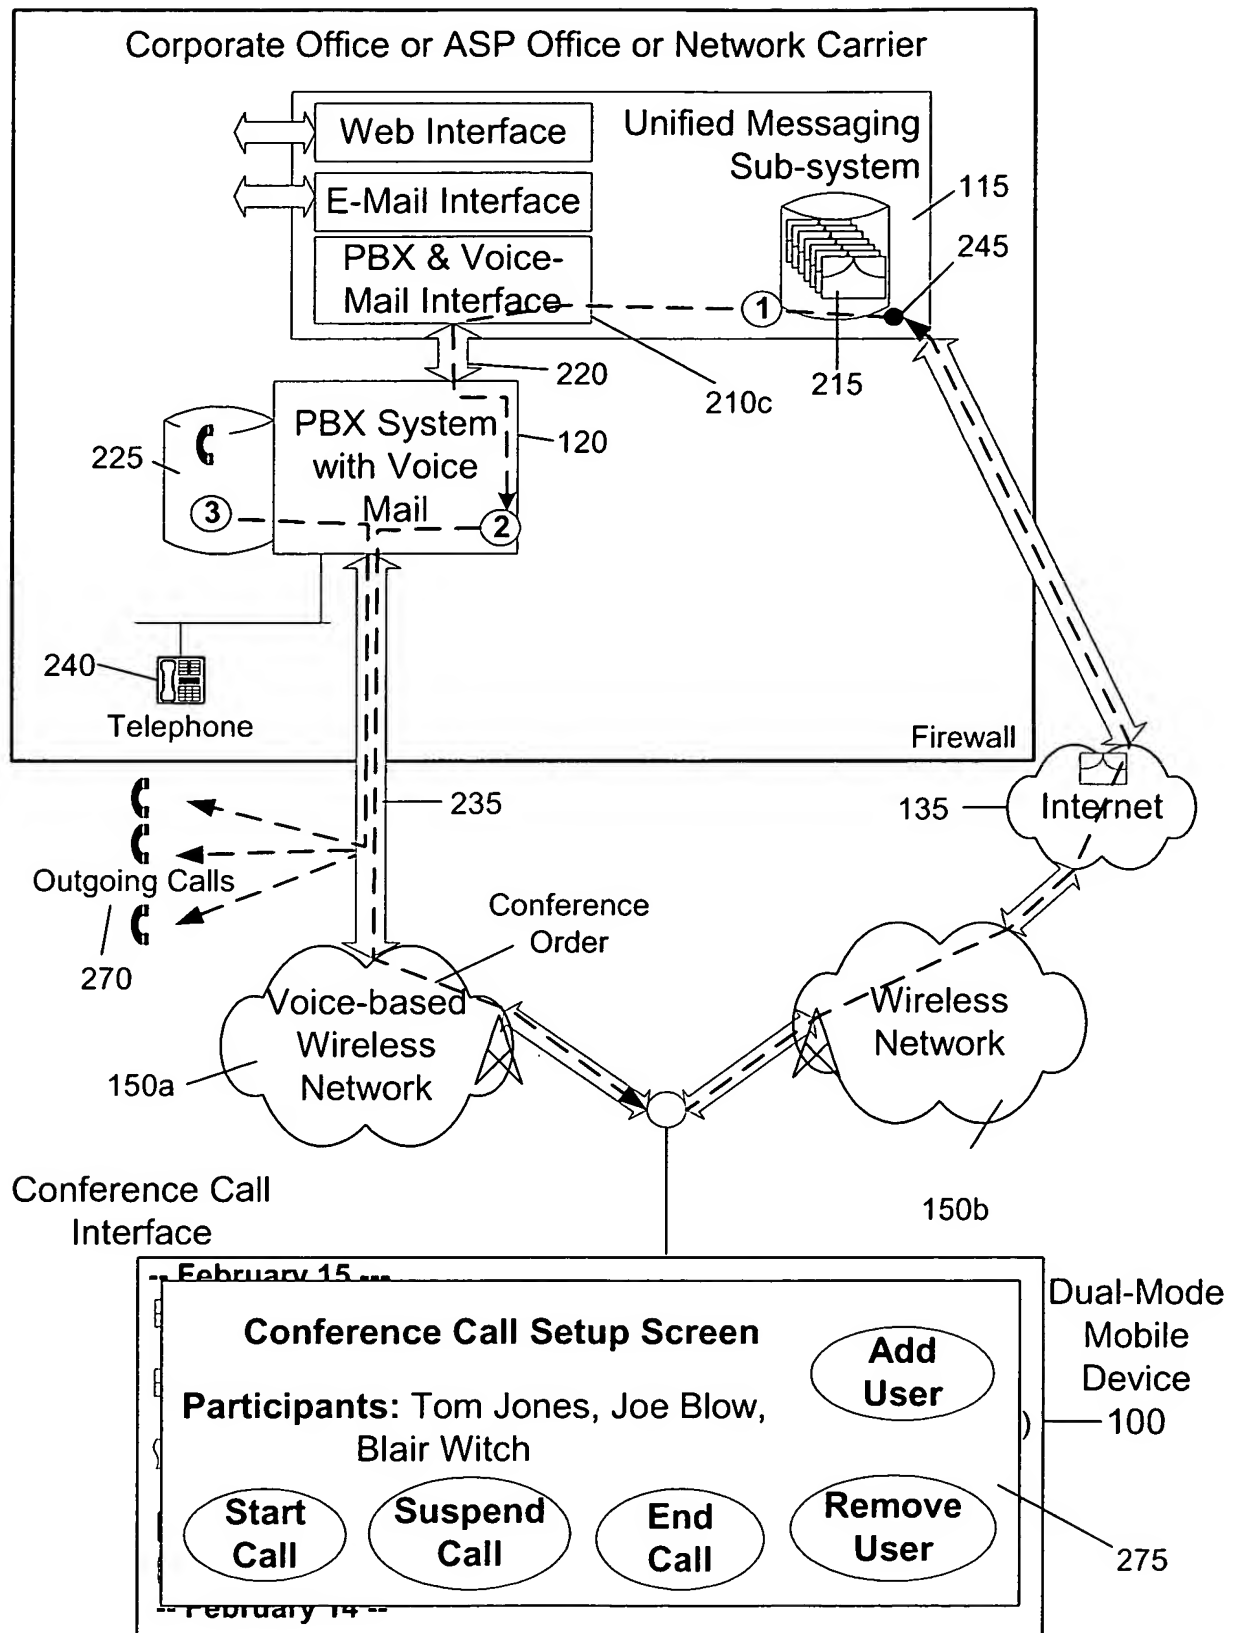 Corporate Office or ASP Office or Network Carrier
Web Interface
Unified Messaging
Sub-system
E-Mail Interface
115
PBX & Voice-
Mail Interface
245
1
220
210c
215
PBX System
with Voice
Mail
120
225
3
2
240
Telephone
Firewall
235
135
Internet
Outgoing Calls
270
Conference
Order
Voice-based
Wireless
Network
Wireless
Network
150a
150b
Conference Call
Interface
-- February 15 ---
Conference Call Setup Screen
Add
User
Participants: Tom Jones, Joe Blow,
Blair Witch
Dual-Mode
Mobile
Device
100
)
Start
Call
Suspend
Call
End
Call
Remove
User
275
-- February 14 --